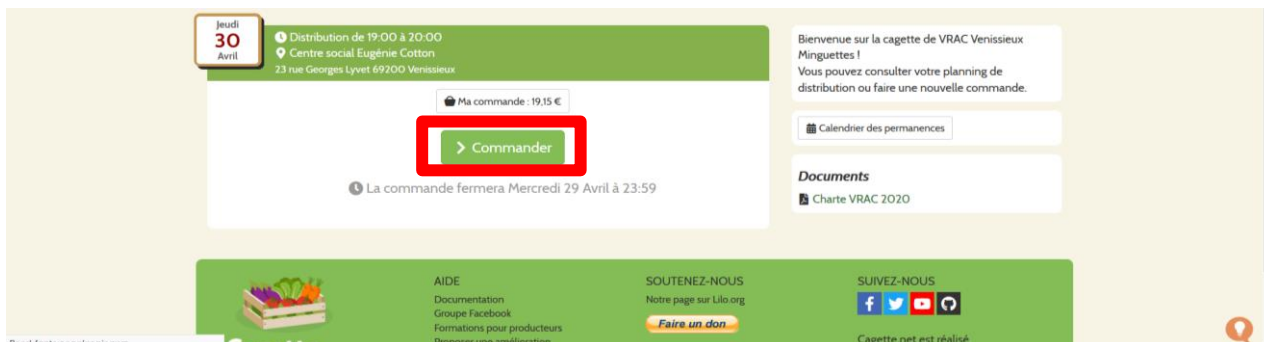 Jeudi
30
Avril
Distribution de 19:00 à 20:00
Centre social Eugénie Cotton
23 rue Georges Lyvet 69200 Venissieux
Ma commande : 19,15 €
Commander
La commande fermera Mercredi 29 Avril à 23:59
Bienvenue sur la cagette de VRAC Venissieux
Minguettes !
Vous pouvez consulter votre planning de
distribution ou faire une nouvelle commande.
Calendrier des permanences
Documents
Charte VRAC 2020
AIDE
Documentation
Groupe Facebook
Formations pour producteurs
Proposer une amélioration
SOUTENEZ-NOUS
Notre page sur Lilo.org
Faire un don
SUIVEZ-NOUS
Cagette.net est réalisé